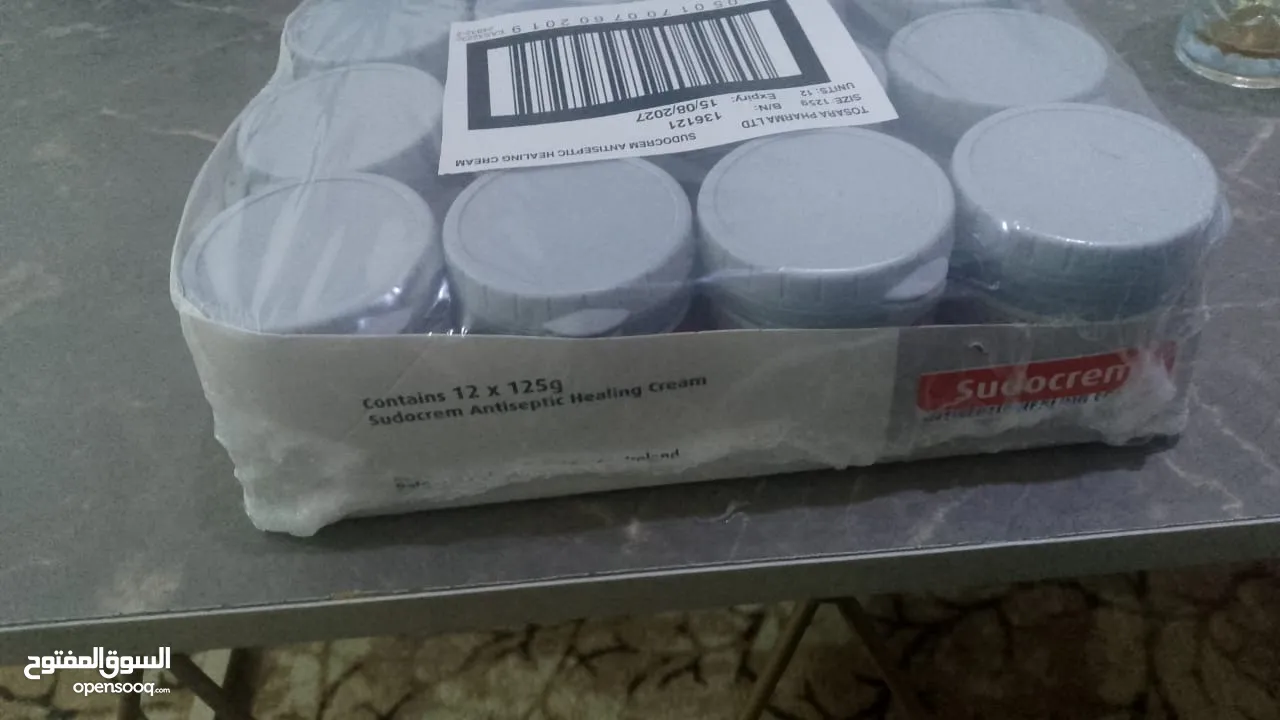 05017007602019
SUDOCREM ANTISEPTIC HEALING CREAM
TOSARA PHARMA LTD 136121
SIZE: 125g B/N:
UNITS: 12 Expiry: 15/08/2027
Contains 12 x 125g
Sudocrem Antiseptic Healing Cream
Sudocrem
السوق المفتوح
opensooq.com